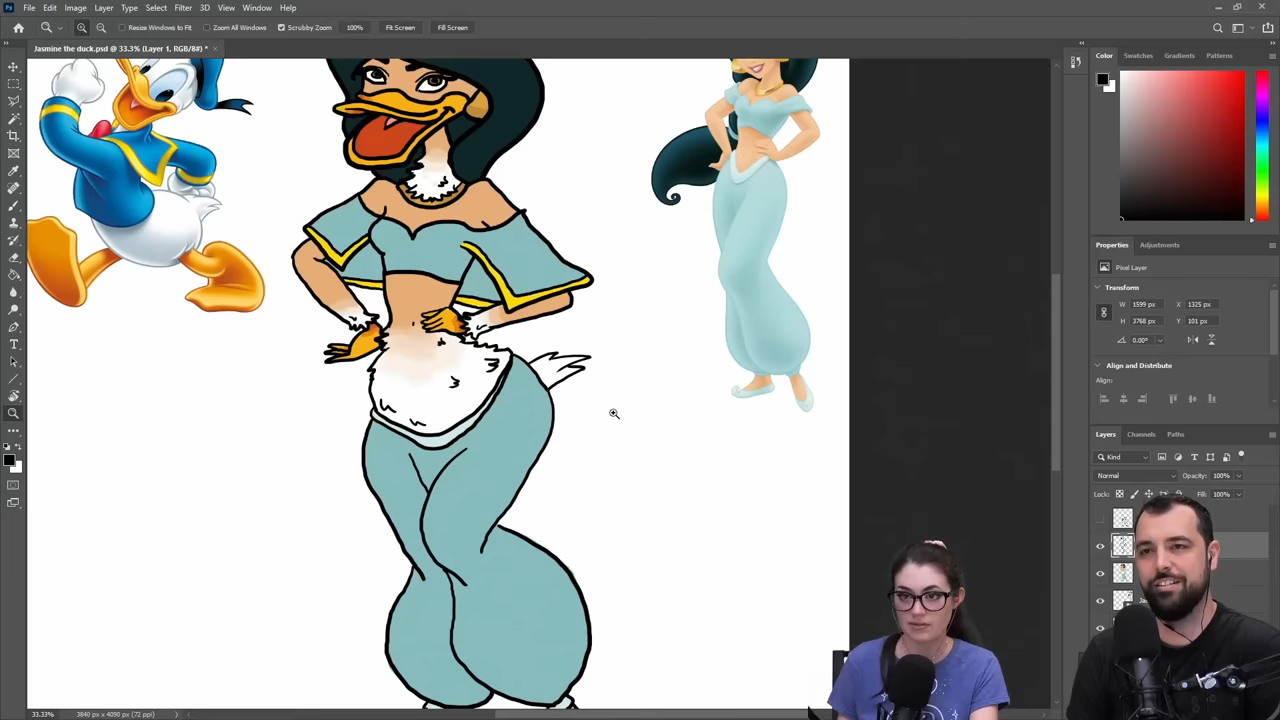 Ps File Edit Image Layer Type Select Filter 3D View Window Help
Resize Windows to Fit Zoom All Windows Scrubby Zoom 100% Fit Screen Fill Screen
Jasmine the duck.psd @ 33.3% (Layer 1, RGB/8#) * ×
Color Swatches Gradients Patterns
Properties Adjustments
Pixel Layer
Transform
W 1599 px X 1325 px
H 3768 px Y 101 px
0.00°
Align and Distribute
Align:
Layers Channels Paths
Kind
Normal Opacity: 100%
Lock: Fill: 100%
33.33% 3840 px x 4090 px (72 ppi)